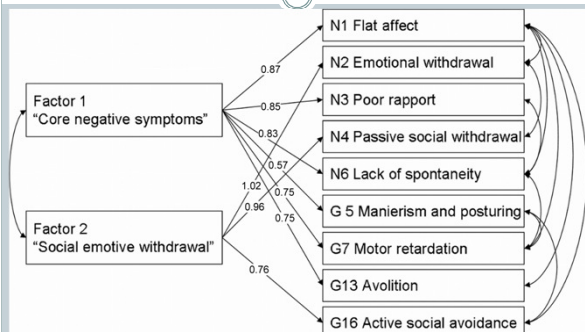 N1 Flat affect
N2 Emotional withdrawal
N3 Poor rapport
N4 Passive social withdrawal
N6 Lack of spontaneity
G 5 Manierism and posturing
G7 Motor retardation
G13 Avolition
G16 Active social avoidance
Factor 1
"Core negative symptoms"
Factor 2
"Social emotive withdrawal"
0.87
0.85
0.83
0.57
1.02
0.75
0.96
0.75
0.76